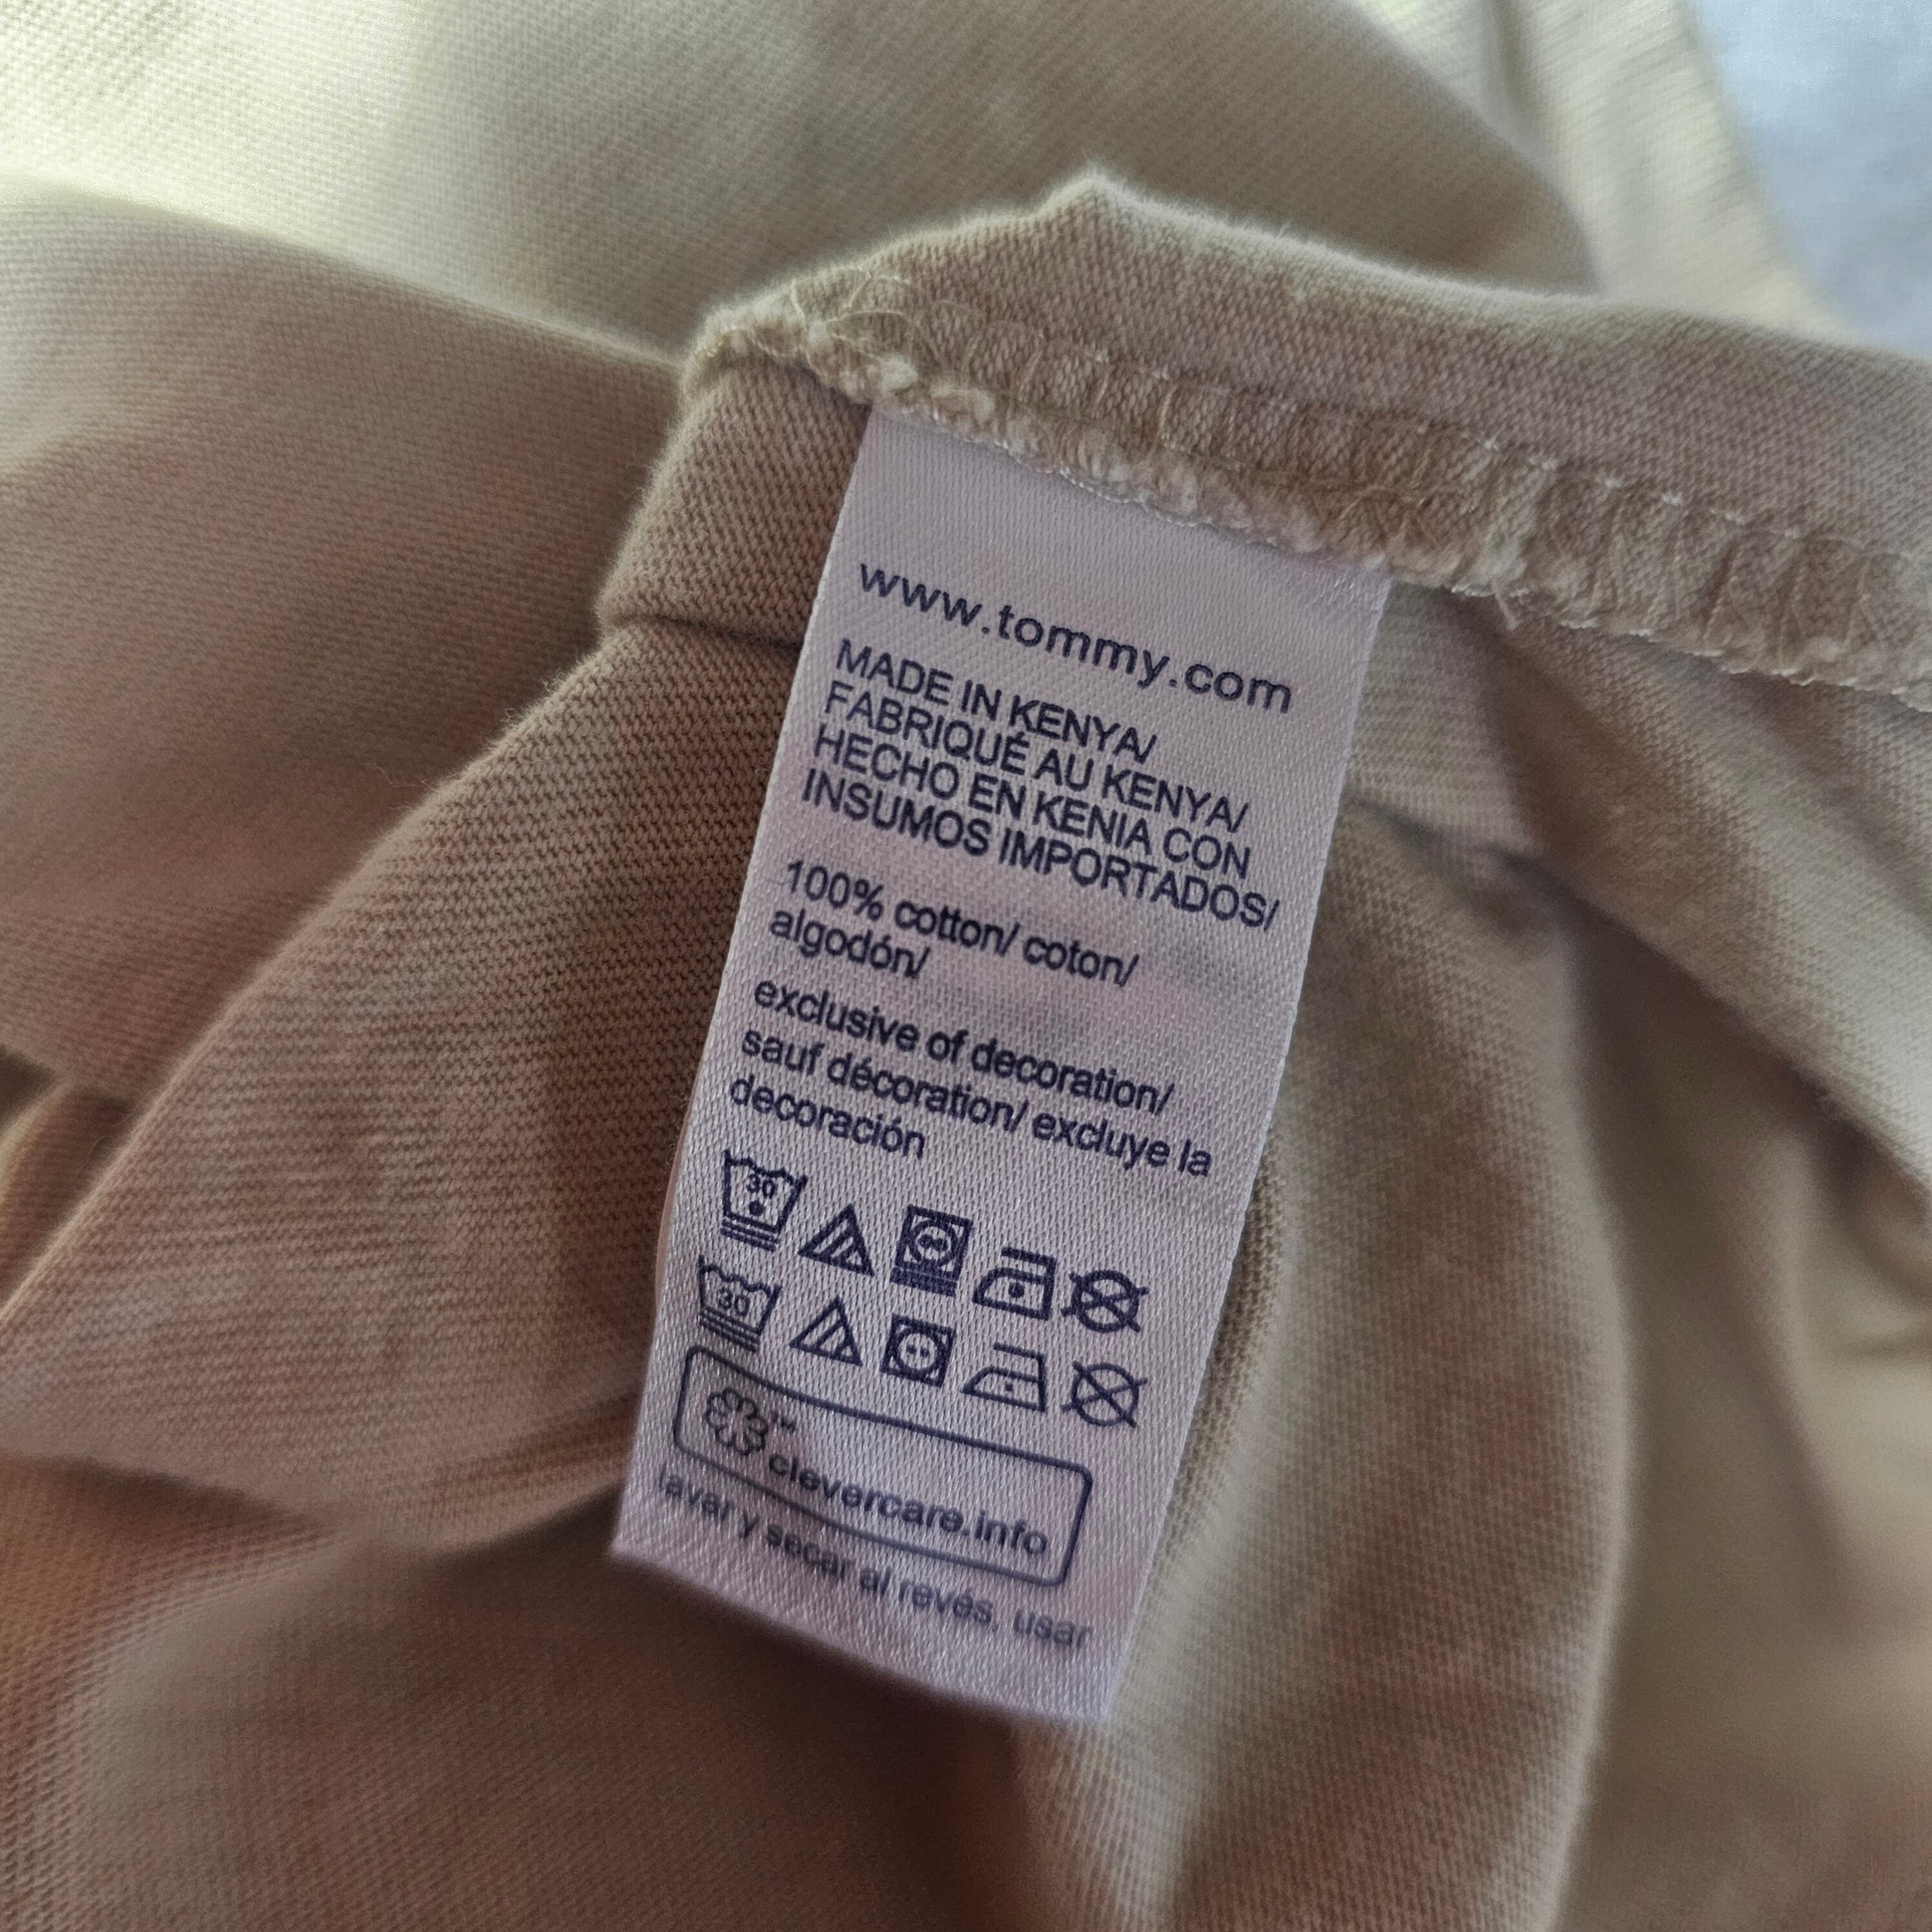 www.tommy.com
MADE IN KENYA/
FABRIQUÉ AU KENYA/
HECHO EN KENIA CON
INSUMOS IMPORTADOS/
100% cotton/ coton/
algodón/
exclusive of decoration/
sauf décoration/ excluye la
decoración
30
30
clevercare.info
lavar y secar al revés, usar